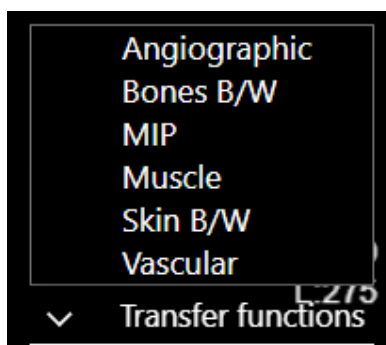 Angiographic
Bones B/W
MIP
Muscle
Skin B/W
Vascular
L:275
Transfer functions